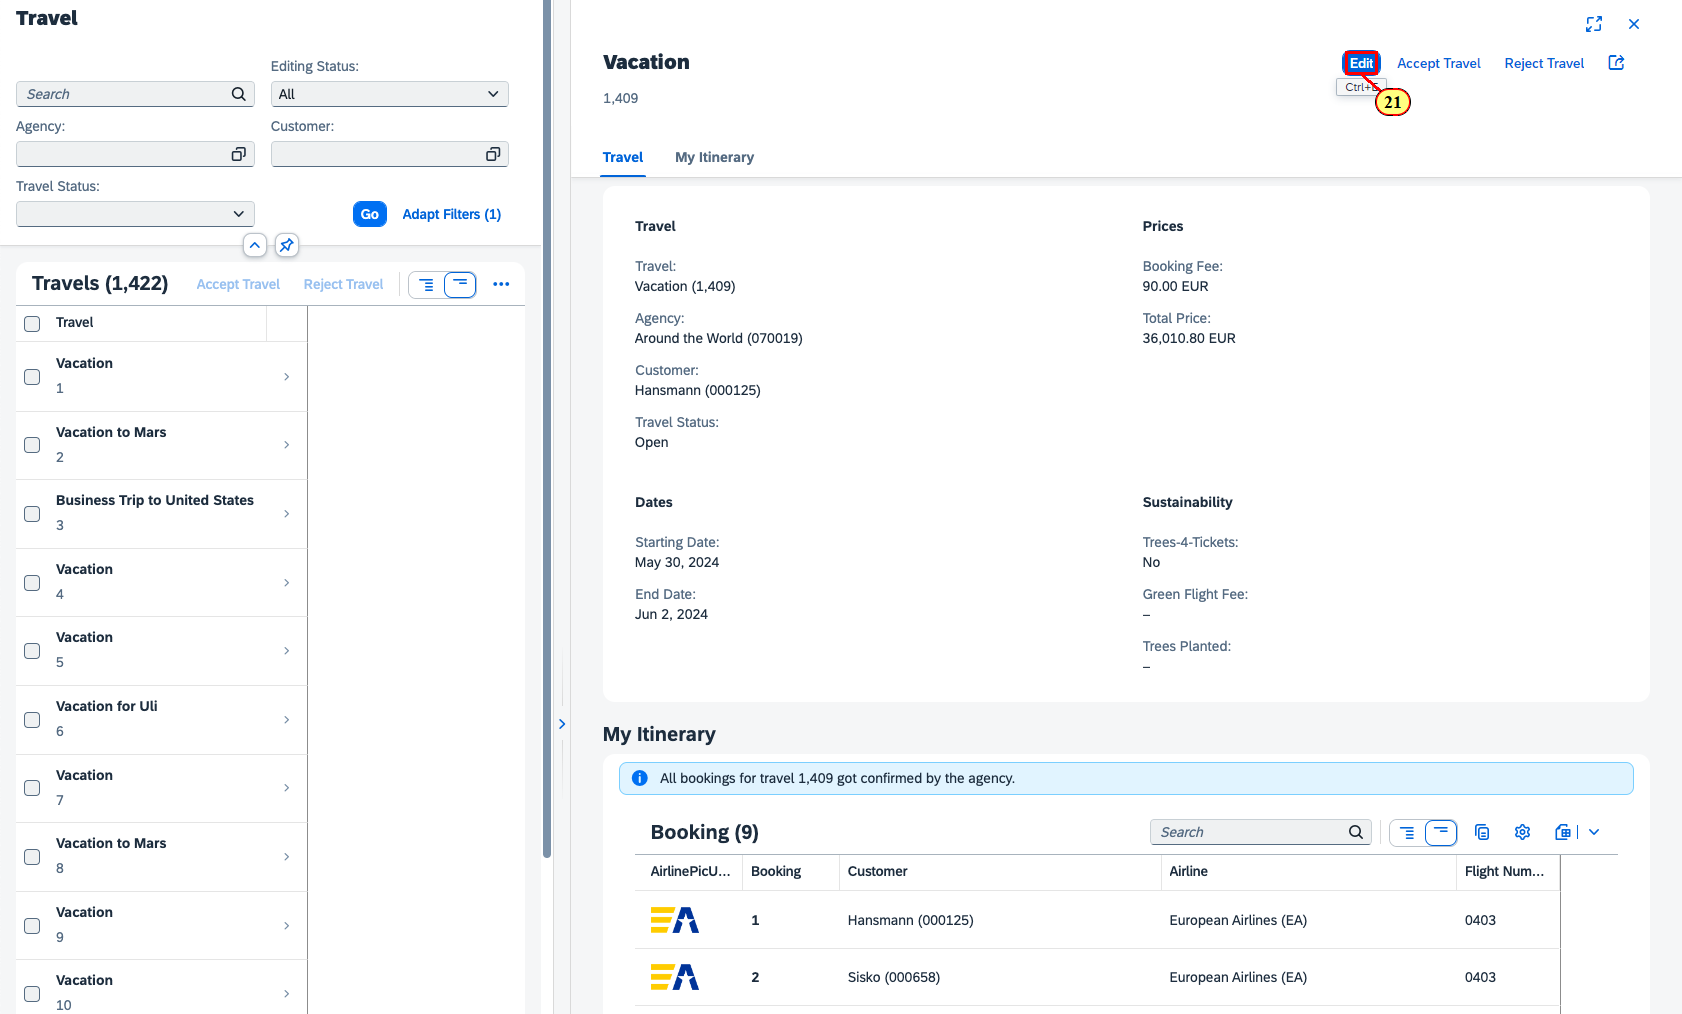 Travel
Editing Status:
Search
All
Agency:
Customer:
Travel Status:
Go
Adapt Filters (1)
Travels (1,422)
Accept Travel
Reject Travel
Travel
Vacation
1
Vacation to Mars
2
Business Trip to United States
3
Vacation
4
Vacation
5
Vacation for Uli
6
Vacation
7
Vacation to Mars
8
Vacation
9
Vacation
10
Vacation
1,409
Edit
Accept Travel
Reject Travel
21
Travel
My Itinerary
Travel
Travel:
Vacation (1,409)
Agency:
Around the World (070019)
Customer:
Hansmann (000125)
Travel Status:
Open
Prices
Booking Fee:
90.00 EUR
Total Price:
36,010.80 EUR
Dates
Starting Date:
May 30, 2024
End Date:
Jun 2, 2024
Sustainability
Trees-4-Tickets:
No
Green Flight Fee:
–
Trees Planted:
–
My Itinerary
All bookings for travel 1,409 got confirmed by the agency.
Booking (9)
Search
AirlinePicU... Booking Customer Airline Flight Num...
EA 1 Hansmann (000125) European Airlines (EA) 0403
EA 2 Sisko (000658) European Airlines (EA) 0403